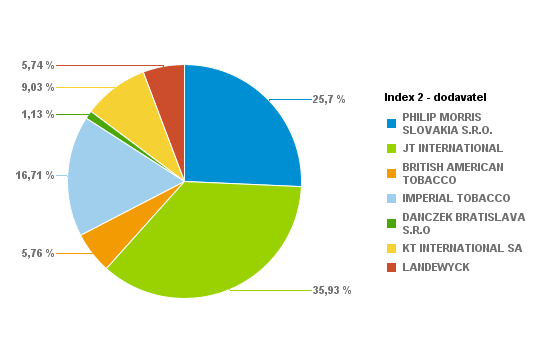 5,74 %
9,03 %
1,13 %
16,71 %
5,76 %
25,7 %
35,93 %
Index 2 - dodavatel
PHILIP MORRIS
SLOVAKIA S.R.O.
JT INTERNATIONAL
BRITISH AMERICAN
TOBACCO
IMPERIAL TOBACCO
DANCZEK BRATISLAVA
S.R.O
KT INTERNATIONAL SA
LANDEWYCK